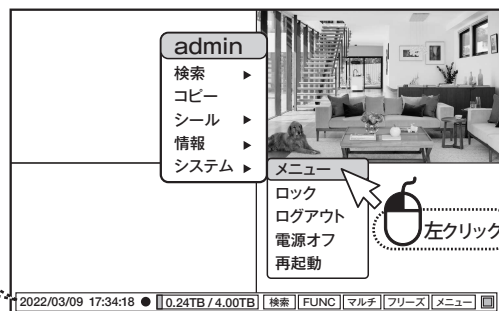 admin
検索 ▶
コピー
シール ▶
情報 ▶
システム ▶
メニュー
ロック
ログアウト
電源オフ
再起動
左クリック
2022/03/09 17:34:18 ● 0.24TB / 4.00TB 検索 FUNC マルチ フリーズ メニュー